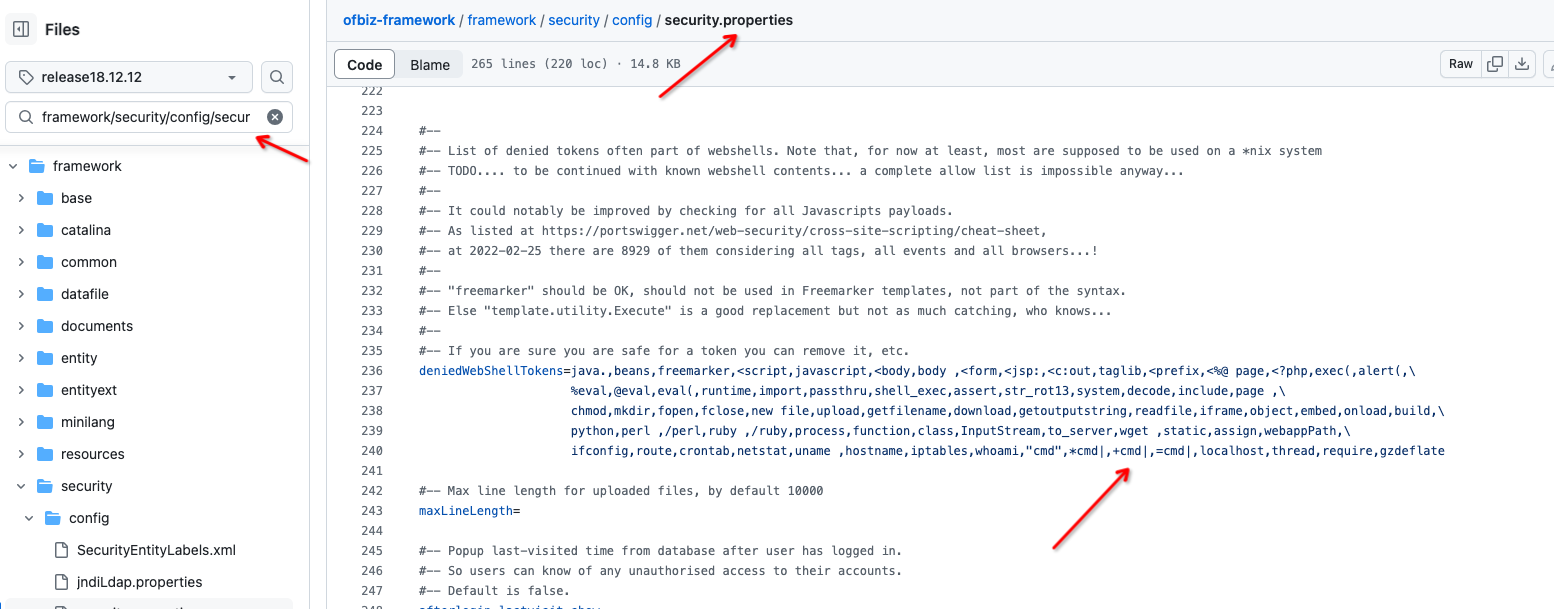 Files
release18.12.12
framework/security/config/secur
framework
base
catalina
common
datafile
documents
entity
entityext
minilang
resources
security
config
SecurityEntityLabels.xml
jndiLdap.properties
ofbiz-framework / framework / security / config / security.properties
Code Blame 265 lines (220 loc) · 14.8 KB Raw
222
223
224 #--
225 #-- List of denied tokens often part of webshells. Note that, for now at least, most are supposed to be used on a *nix system
226 #-- TODO.... to be continued with known webshell contents... a complete allow list is impossible anyway...
227 #--
228 #-- It could notably be improved by checking for all Javascripts payloads.
229 #-- As listed at https://portswigger.net/web-security/cross-site-scripting/cheat-sheet,
230 #-- at 2022-02-25 there are 8929 of them considering all tags, all events and all browsers...!
231 #--
232 #-- "freemarker" should be OK, should not be used in Freemarker templates, not part of the syntax.
233 #-- Else "template.utility.Execute" is a good replacement but not as much catching, who knows...
234 #--
235 #-- If you are sure you are safe for a token you can remove it, etc.
236 deniedWebShellTokens=java.,beans,freemarker,<script,javascript,<body,body ,<form,<jsp:,<c:out,taglib,<prefix,<%@ page,<?php,exec(,alert(,\
237 %eval,@eval,eval(,runtime,import,passthru,shell_exec,assert,str_rot13,system,decode,include,page ,\
238 chmod,mkdir,fopen,fclose,new file,upload,getfilename,download,getoutputstring,readfile,iframe,object,embed,onload,build,\
239 python,perl ,/perl,ruby ,/ruby,process,function,class,InputStream,to_server,wget ,static,assign,webappPath,\
240 ifconfig,route,crontab,netstat,uname ,hostname,iptables,whoami,"cmd",*cmd|,+cmd|,=cmd|,localhost,thread,require,gzdeflate
241
242 #-- Max line length for uploaded files, by default 10000
243 maxLineLength=
244
245 #-- Popup last-visited time from database after user has logged in.
246 #-- So users can know of any unauthorised access to their accounts.
247 #-- Default is false.